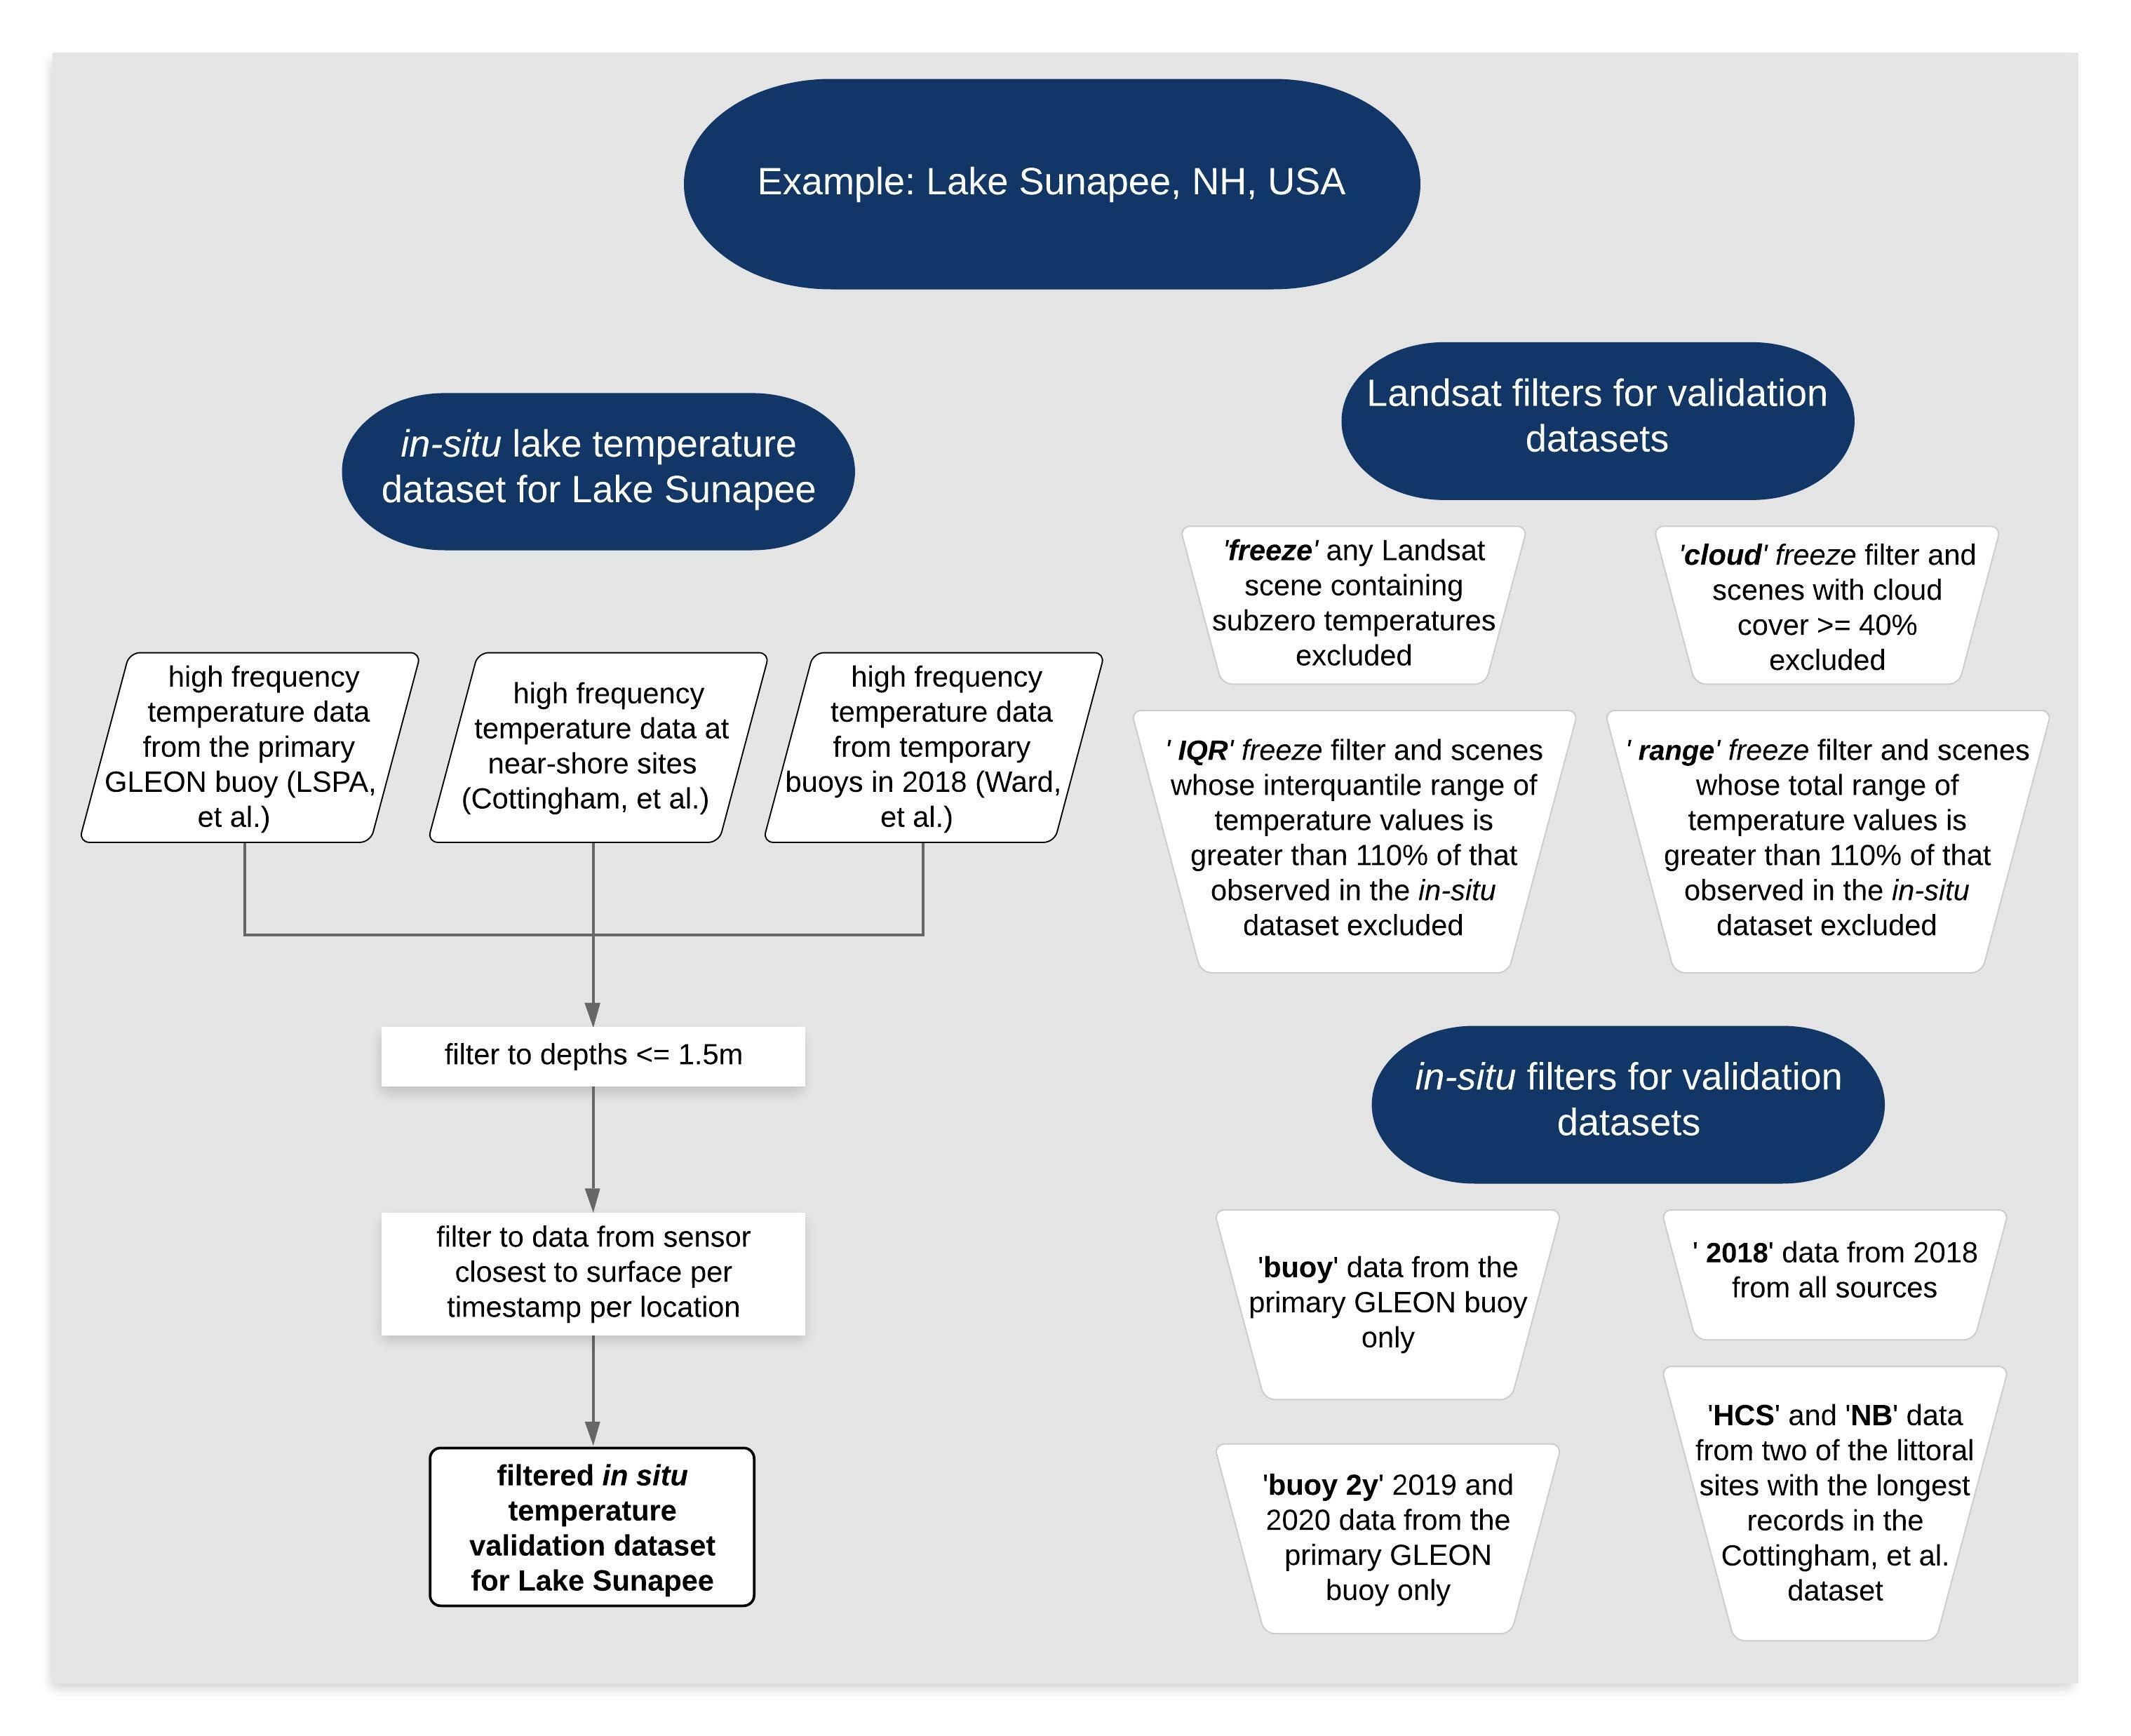 Example: Lake Sunapee, NH, USA
in-situ lake temperature
dataset for Lake Sunapee
high frequency
temperature data
from the primary
GLEON buoy (LSPA,
et al.)
high frequency
temperature data at
near-shore sites
(Cottingham, et al.)
high frequency
temperature data
from temporary
buoys in 2018 (Ward,
et al.)
filter to depths <= 1.5m
filter to data from sensor
closest to surface per
timestamp per location
filtered in situ
temperature
validation dataset
for Lake Sunapee
Landsat filters for validation
datasets
'freeze' any Landsat
scene containing
subzero temperatures
excluded
'cloud' freeze filter and
scenes with cloud
cover >= 40%
excluded
' IQR' freeze filter and scenes
whose interquantile range of
temperature values is
greater than 110% of that
observed in the in-situ
dataset excluded
' range' freeze filter and scenes
whose total range of
temperature values is
greater than 110% of that
observed in the in-situ
dataset excluded
in-situ filters for validation
datasets
'buoy' data from the
primary GLEON buoy
only
' 2018' data from 2018
from all sources
'buoy 2y' 2019 and
2020 data from the
primary GLEON
buoy only
'HCS' and 'NB' data
from two of the littoral
sites with the longest
records in the
Cottingham, et al.
dataset